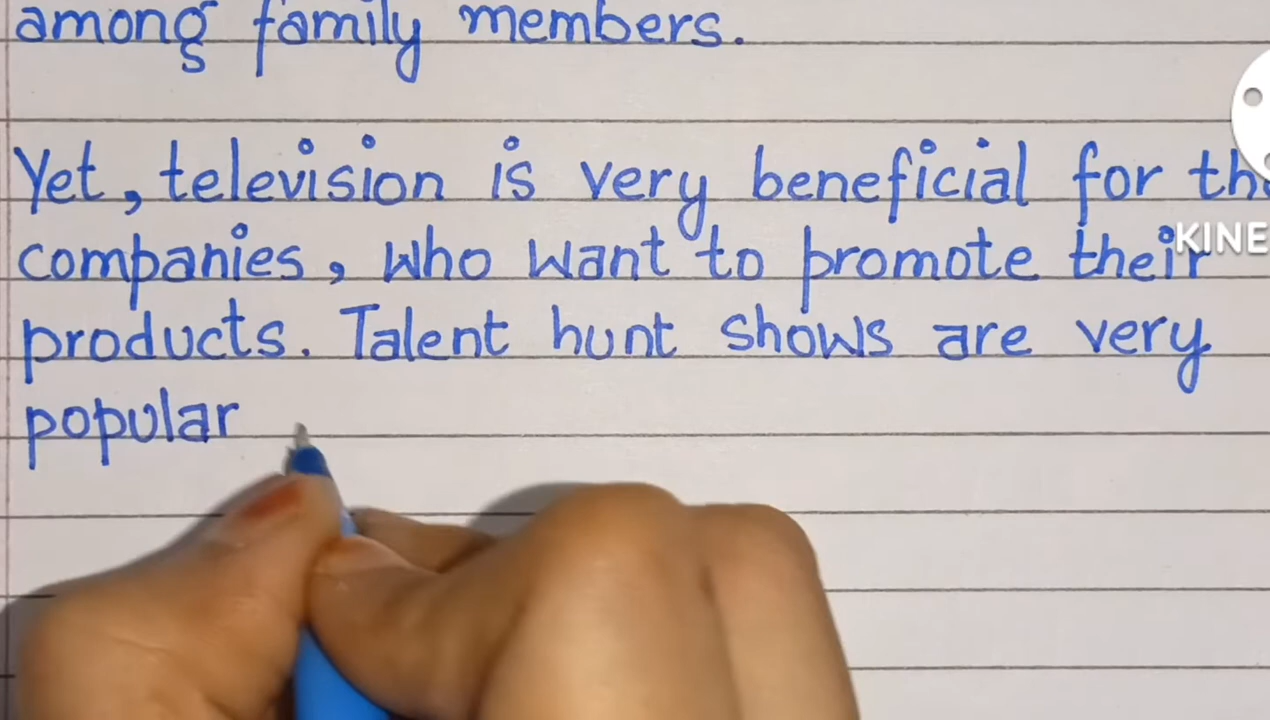 among family members.
Yet, television is very beneficial for the
companies, who want to promote their
products. Talent hunt shows are very
popular
KINE